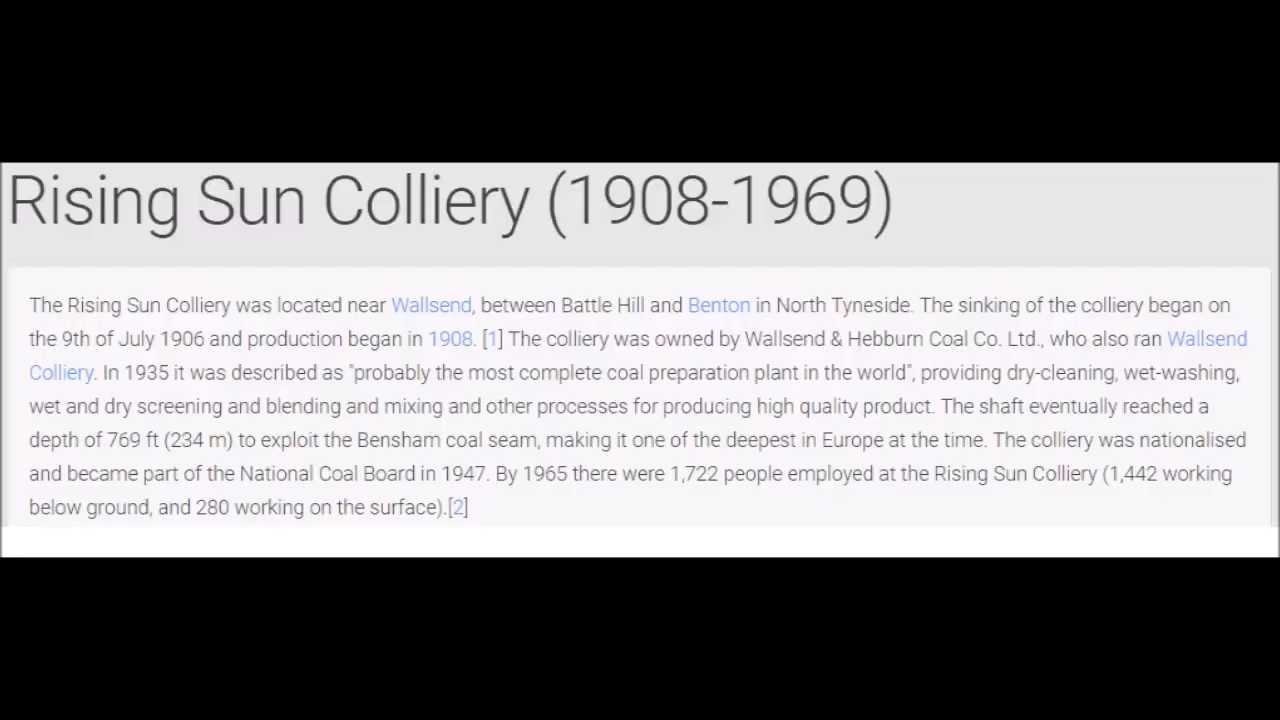 Rising Sun Colliery (1908-1969)
The Rising Sun Colliery was located near Wallsend, between Battle Hill and Benton in North Tyneside. The sinking of the colliery began on
the 9th of July 1906 and production began in 1908. [1] The colliery was owned by Wallsend & Hebburn Coal Co. Ltd., who also ran Wallsend
Colliery. In 1935 it was described as "probably the most complete coal preparation plant in the world", providing dry-cleaning, wet-washing,
wet and dry screening and blending and mixing and other processes for producing high quality product. The shaft eventually reached a
depth of 769 ft (234 m) to exploit the Bensham coal seam, making it one of the deepest in Europe at the time. The colliery was nationalised
and became part of the National Coal Board in 1947. By 1965 there were 1,722 people employed at the Rising Sun Colliery (1,442 working
below ground, and 280 working on the surface).[2]